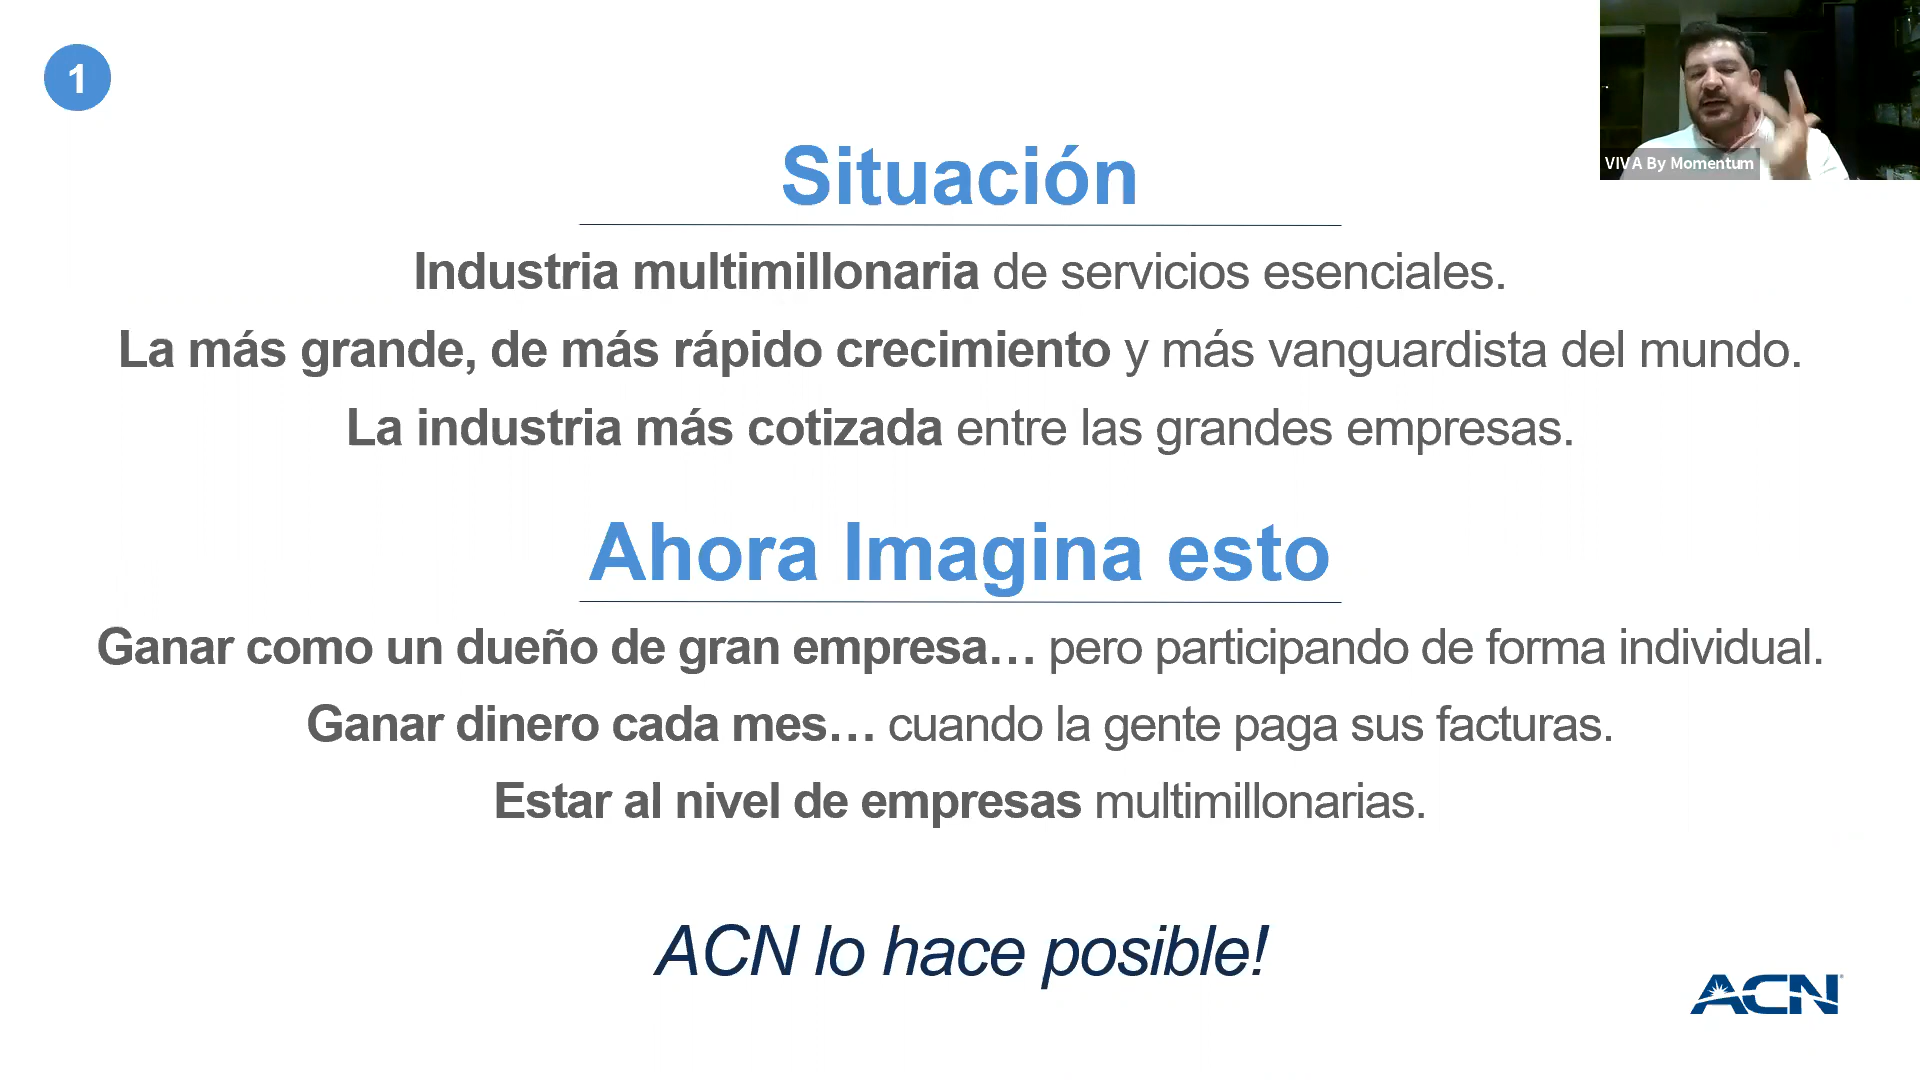 1
VIVA By Momentum
Situación
Industria multimillonaria de servicios esenciales.
La más grande, de más rápido crecimiento y más vanguardista del mundo.
La industria más cotizada entre las grandes empresas.
Ahora Imagina esto
Ganar como un dueño de gran empresa… pero participando de forma individual.
Ganar dinero cada mes… cuando la gente paga sus facturas.
Estar al nivel de empresas multimillonarias.
ACN lo hace posible!
ACN